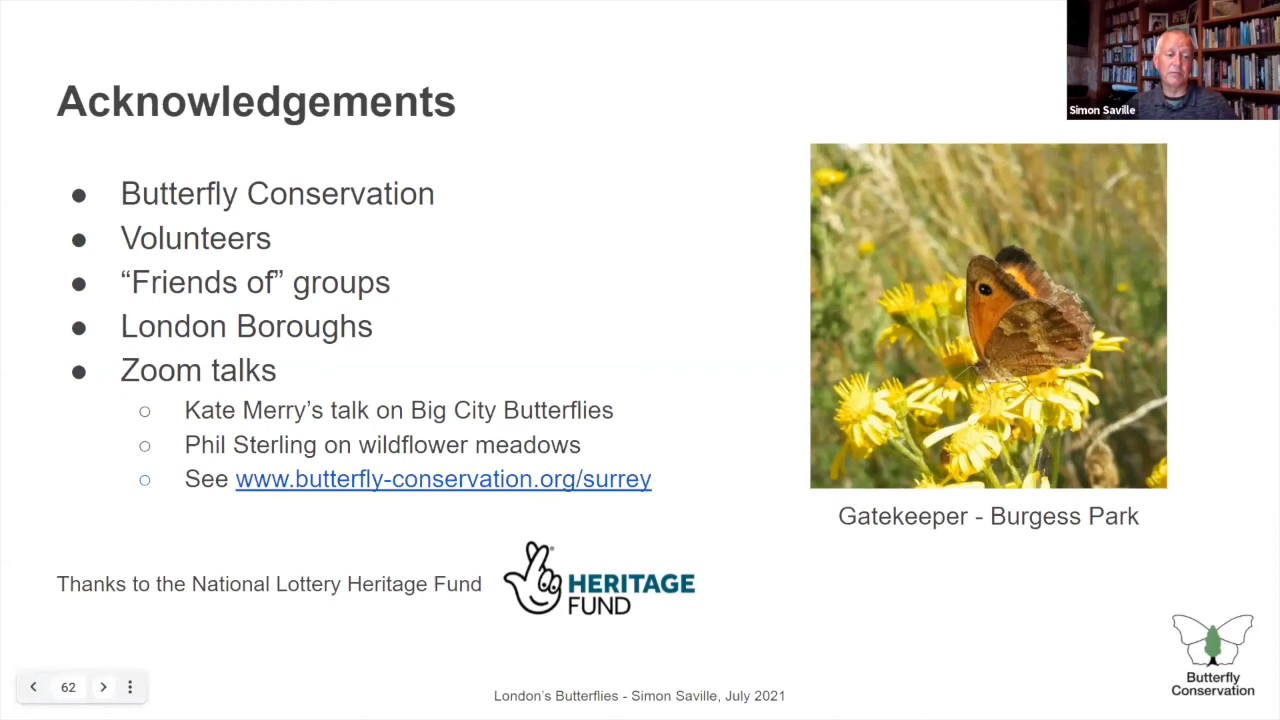 Acknowledgements
Simon Saville
● Butterfly Conservation
● Volunteers
● “Friends of” groups
● London Boroughs
● Zoom talks
○ Kate Merry’s talk on Big City Butterflies
○ Phil Sterling on wildflower meadows
○ See www.butterfly-conservation.org/surrey
Gatekeeper - Burgess Park
Thanks to the National Lottery Heritage Fund
HERITAGE
FUND
Butterfly
Conservation
62
London’s Butterflies - Simon Saville, July 2021